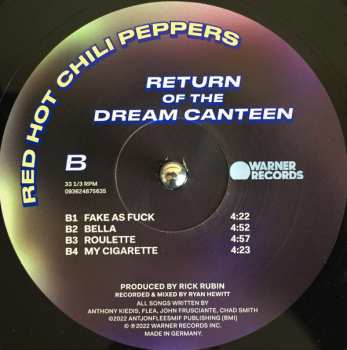 RED HOT CHILI PEPPERS
RETURN
OF THE
DREAM CANTEEN
B
WARNER
RECORDS
33 1/3 RPM
093624675635
B1 FAKE AS FUCK 4:22
B2 BELLA 4:52
B3 ROULETTE 4:57
B4 MY CIGARETTE 4:23
PRODUCED BY RICK RUBIN
RECORDED & MIXED BY RYAN HEWITT
ALL SONGS WRITTEN BY
ANTHONY KIEDIS, FLEA, JOHN FRUSCIANTE, CHAD SMITH
©2022 ANTJONFLEESMIF PUBLISHING (BMI)
© ℗2022 WARNER RECORDS INC.
MADE IN GERMANY.